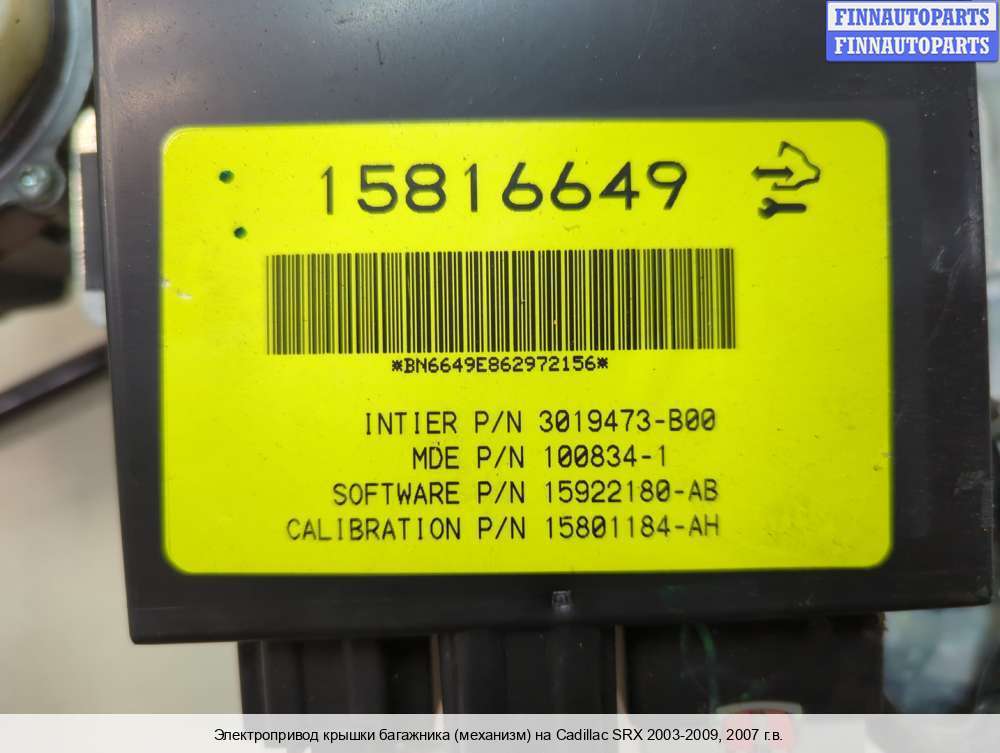 FINNAUTOPARTS
FINNAUTOPARTS
15816649
*BN6649E862972156*
INTIER P/N 3019473-B00
MDE P/N 100834-1
SOFTWARE P/N 15922180-AB
CALIBRATION P/N 15801184-AH
Электропривод крышки багажника (механизм) на Cadillac SRX 2003-2009, 2007 г.в.